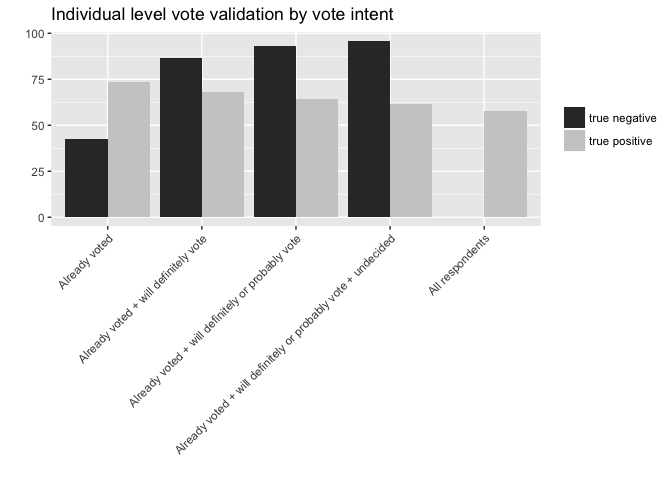 Individual level vote validation by vote intent
100
75
50
25
0
true negative
true positive
Already voted
Already voted + will definitely vote
Already voted + will definitely or probably vote
Already voted + will definitely or probably vote + undecided
All respondents